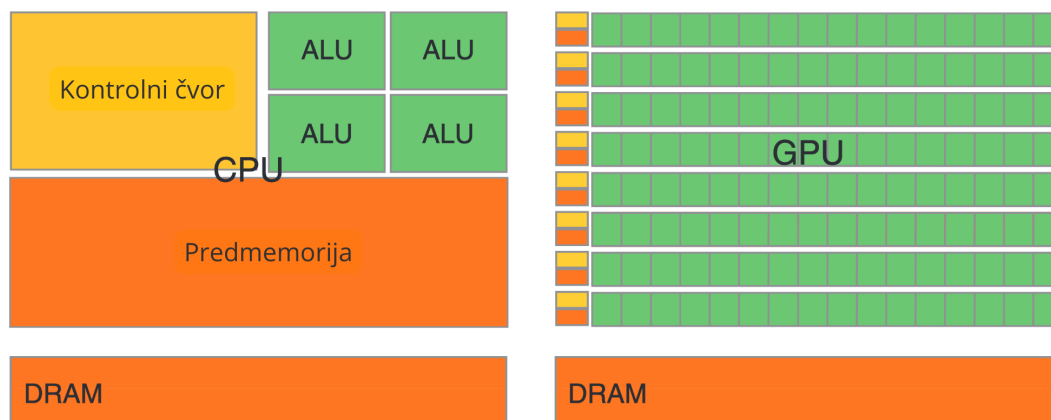 Kontrolni čvor
ALU
ALU
ALU
ALU
CPU
Predmemorija
DRAM
GPU
DRAM